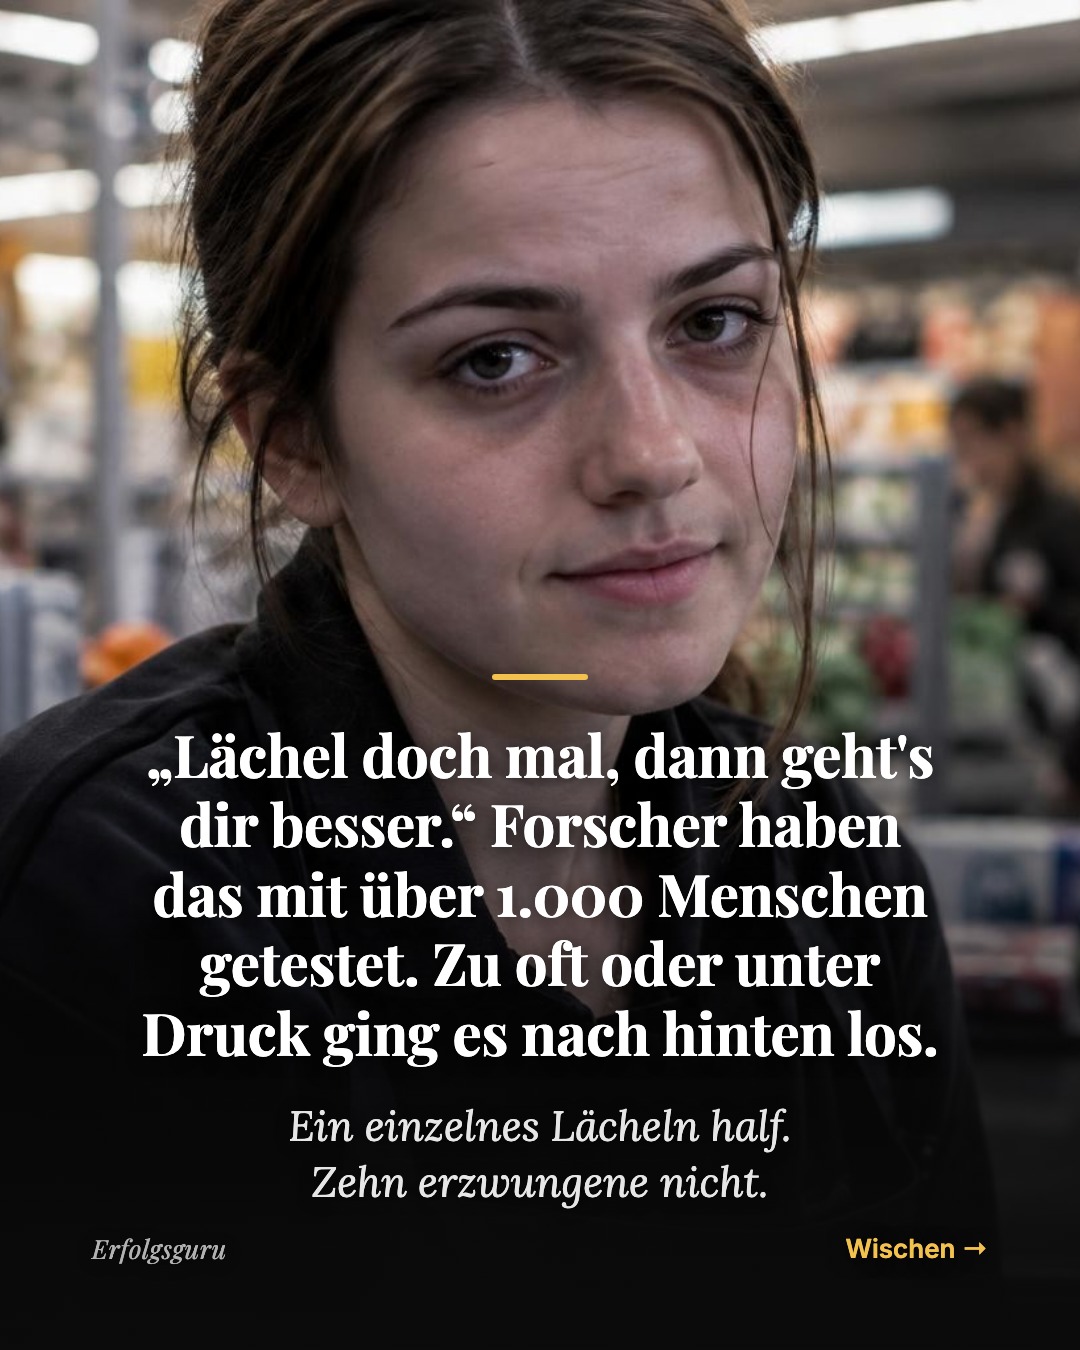 „Lächel doch mal, dann geht's
dir besser.“ Forscher haben
das mit über 1.000 Menschen
getestet. Zu oft oder unter
Druck ging es nach hinten los.
Ein einzelnes Lächeln half.
Zehn erzwungene nicht.
Erfolgsguru
Wischen →